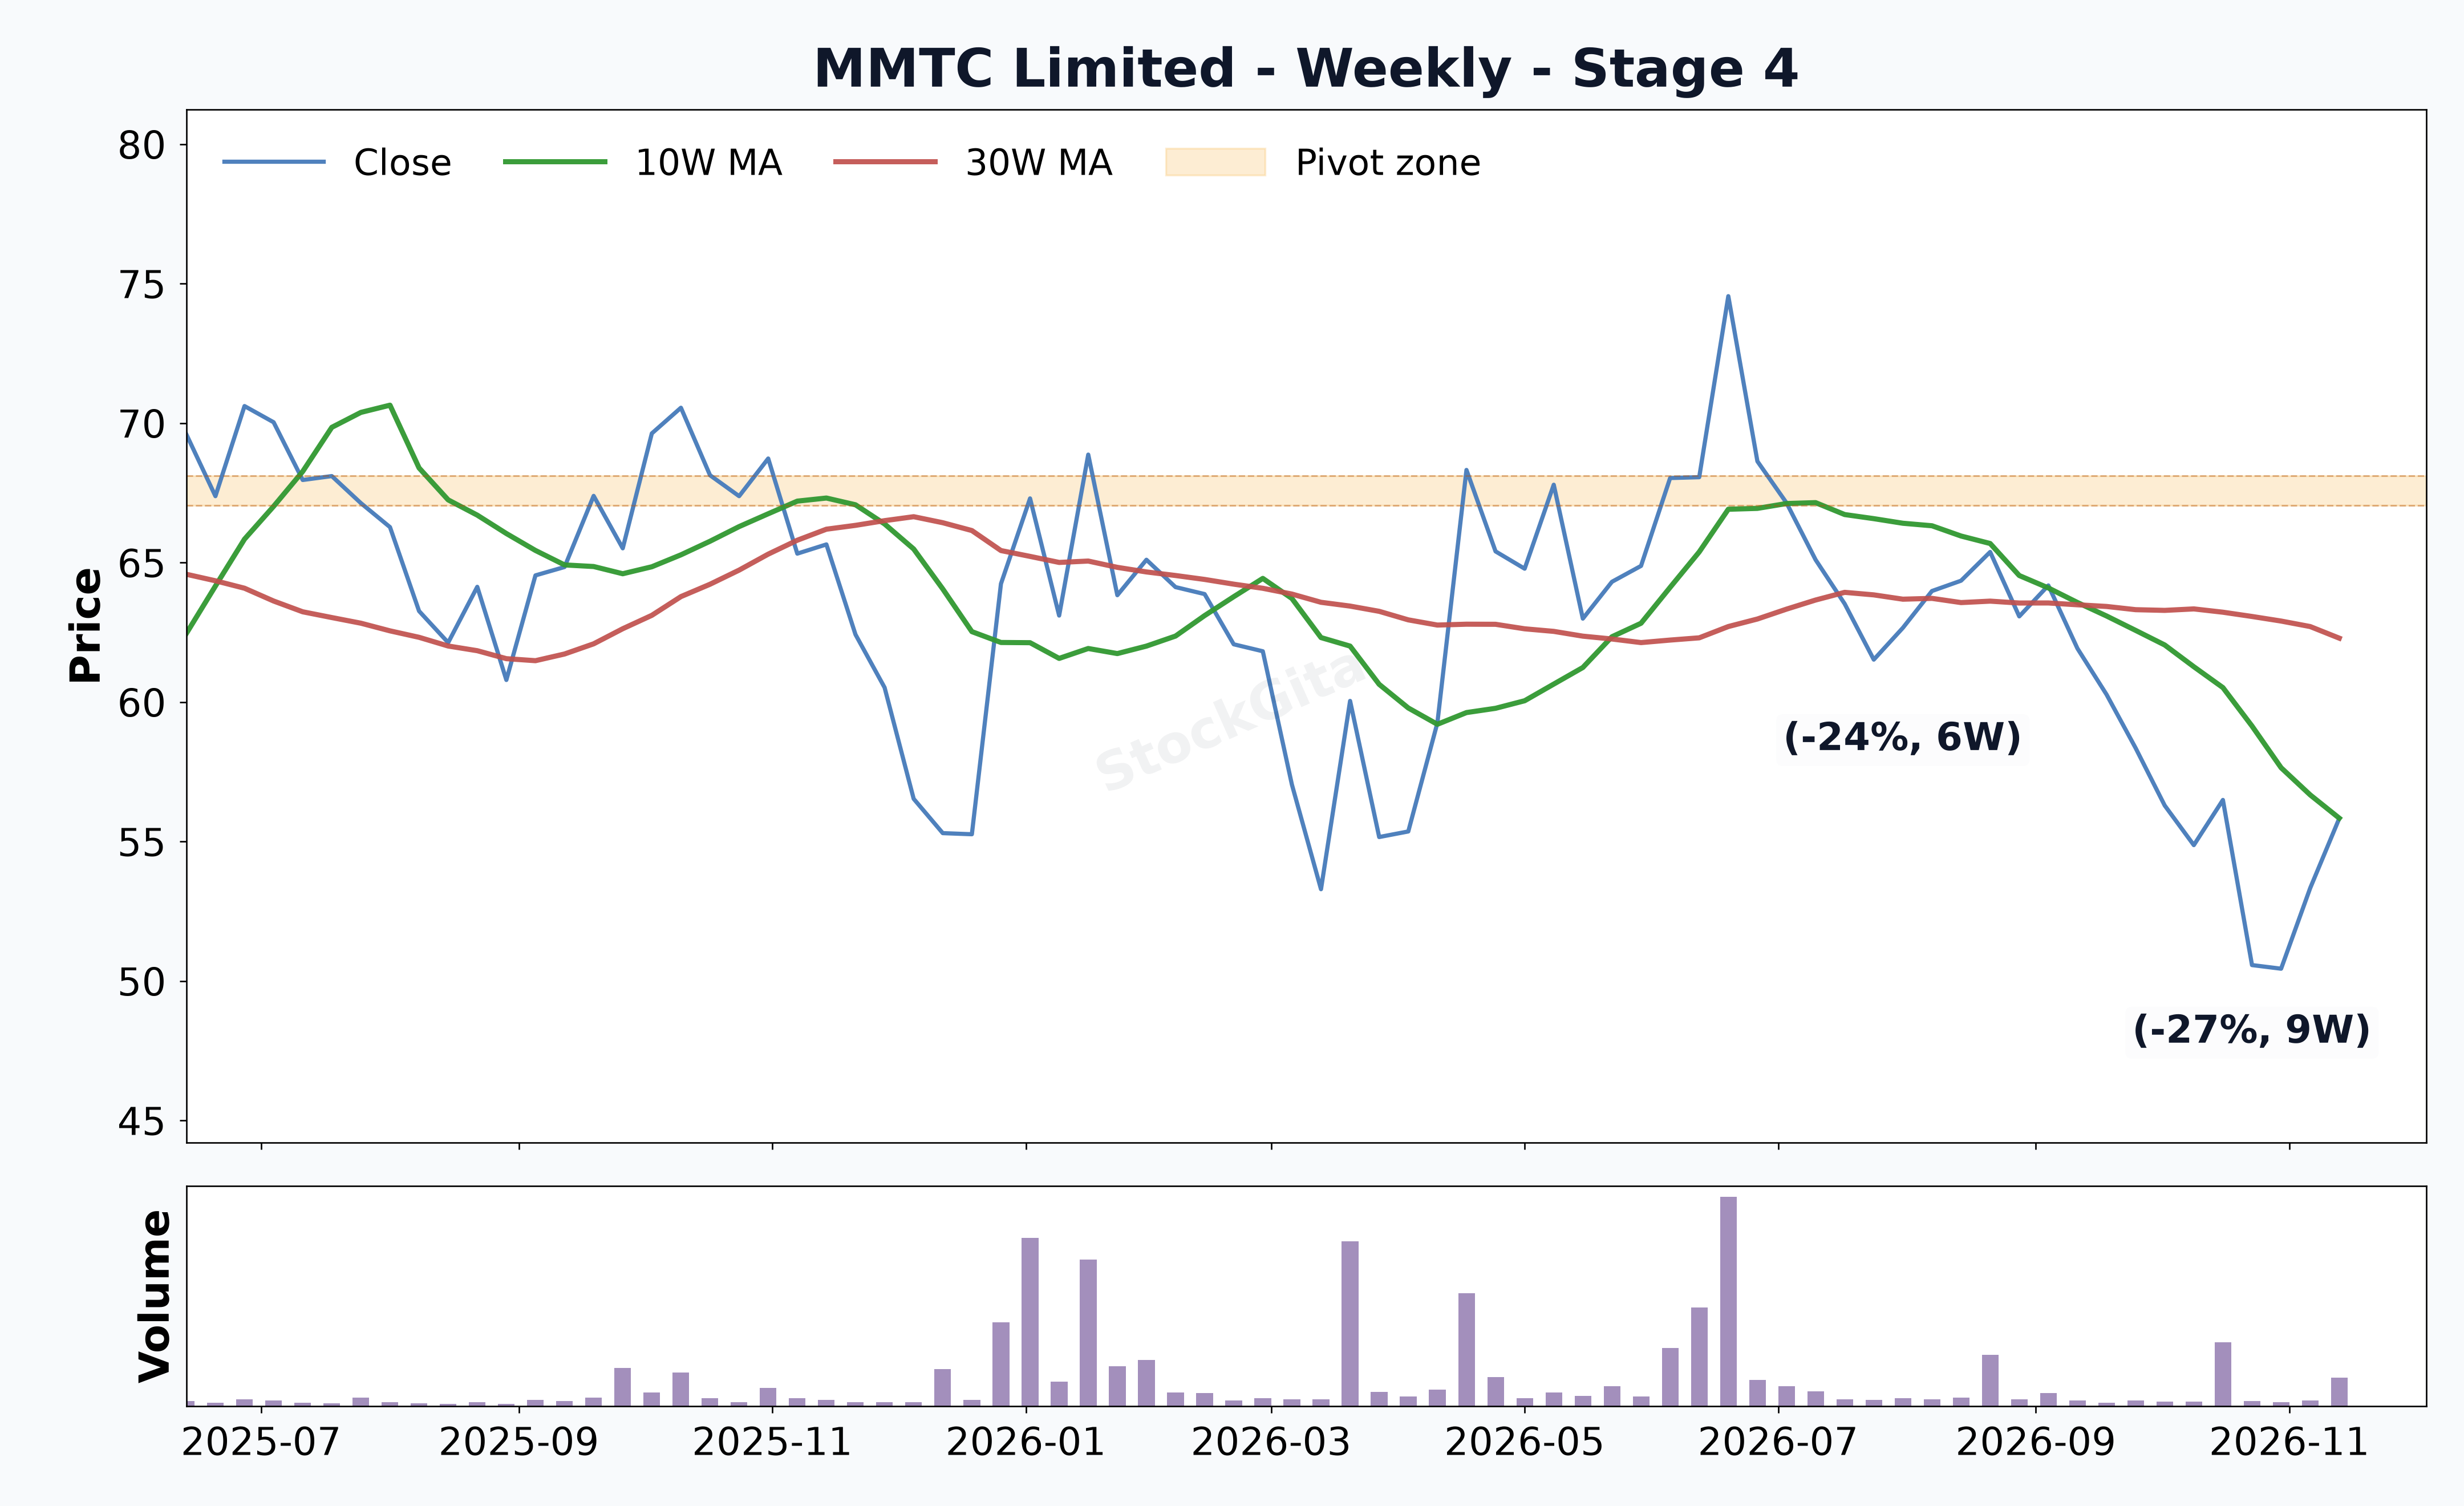 MMTC Limited - Weekly - Stage 4
Close 10W MA 30W MA Pivot zone
80
75
70
65
60
55
50
45
Price
StockGita
(-24%, 6W)
(-27%, 9W)
Volume
2025-07 2025-09 2025-11 2026-01 2026-03 2026-05 2026-07 2026-09 2026-11